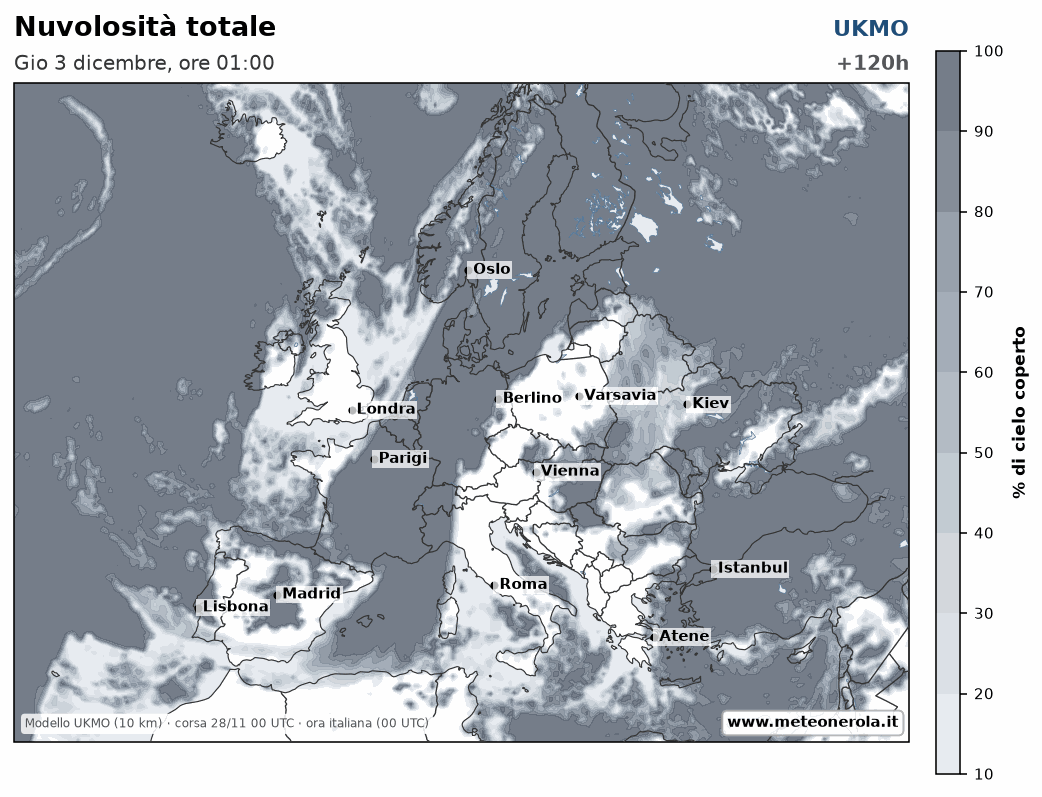 Nuvolosità totale
UKMO
Gio 3 dicembre, ore 01:00
+120h
100
90
80
70
60
50
40
30
20
10
% di cielo coperto
Oslo
Londra
Berlino
Varsavia
Kiev
Parigi
Vienna
Istanbul
Roma
Madrid
Lisbona
Atene
Modello UKMO (10 km) · corsa 28/11 00 UTC · ora italiana (00 UTC)
www.meteonerola.it